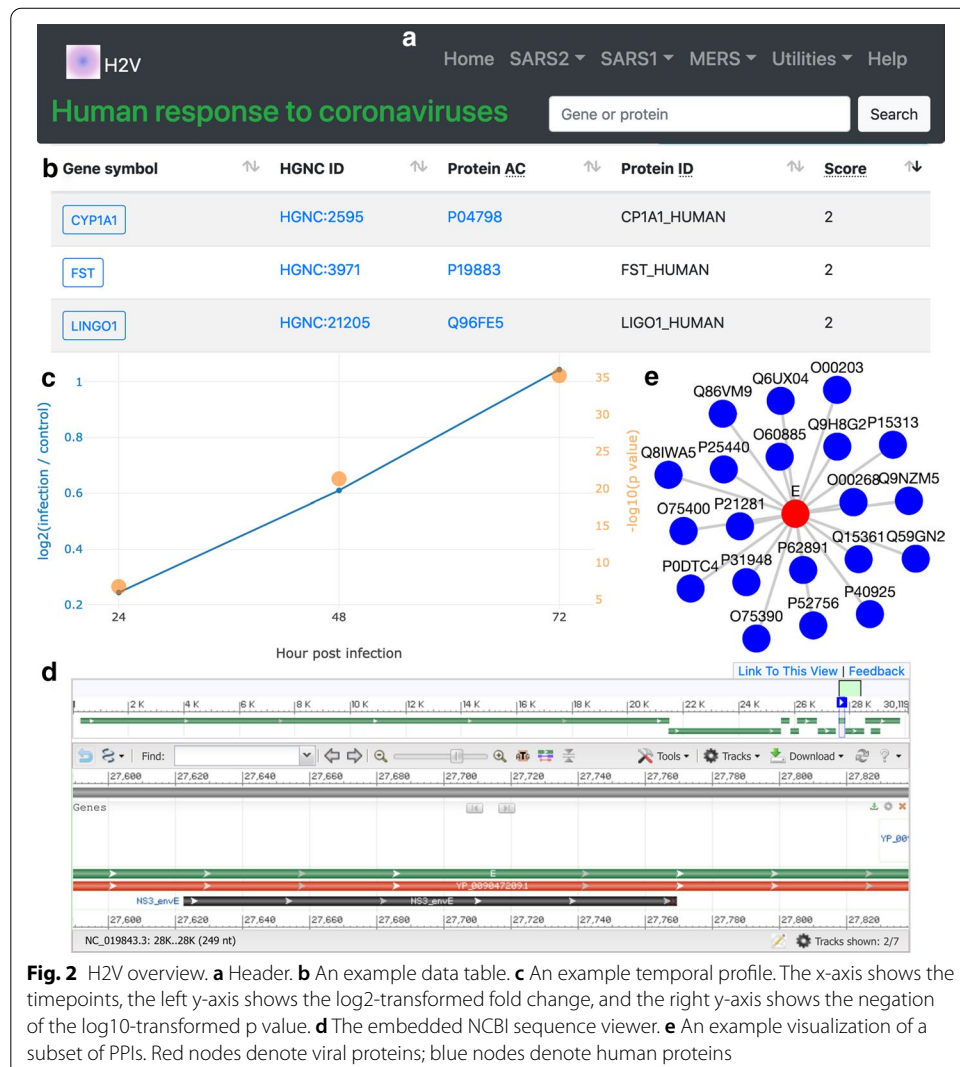 a
H2V
Home SARS2 SARS1 MERS Utilities Help
Human response to coronaviruses
Gene or protein
Search
b Gene symbol HGNC ID Protein AC Protein ID Score
CYP1A1 HGNC:2595 P04798 CP1A1_HUMAN 2
FST HGNC:3971 P19883 FST_HUMAN 2
LINGO1 HGNC:21205 Q96FE5 LIGO1_HUMAN 2
c
log2(infection / control)
1
0.8
0.6
0.4
0.2
24 48 72
Hour post infection
35
30
25
20
15
10
5
-log10(p value)
e
O00203
Q6UX04
Q86VM9
Q9H8G2 P15313
O60885
Q8IWA5 P25440
E O00268 Q9NZM5
O75400 P21281
Q15361 Q59GN2
P62891
P0DTC4 P31948
P40925
P52756
O75390
d
Link To This View | Feedback
2 K 4 K 6 K 8 K 10 K 12 K 14 K 16 K 18 K 20 K 22 K 24 K 26 K 28 K 30,119
Find: Tools Tracks Download ?
27,600 27,620 27,640 27,660 27,680 27,700 27,720 27,740 27,760 27,780 27,800 27,820
Genes
YP_009
E
YP_009047209.1
NS3_envE NS3_envE
27,600 27,620 27,640 27,660 27,680 27,700 27,720 27,740 27,760 27,780 27,800 27,820
NC_019843.3: 28K..28K (249 nt) Tracks shown: 2/7
Fig. 2 H2V overview. a Header. b An example data table. c An example temporal profile. The x-axis shows the
timepoints, the left y-axis shows the log2-transformed fold change, and the right y-axis shows the negation
of the log10-transformed p value. d The embedded NCBI sequence viewer. e An example visualization of a
subset of PPIs. Red nodes denote viral proteins; blue nodes denote human proteins